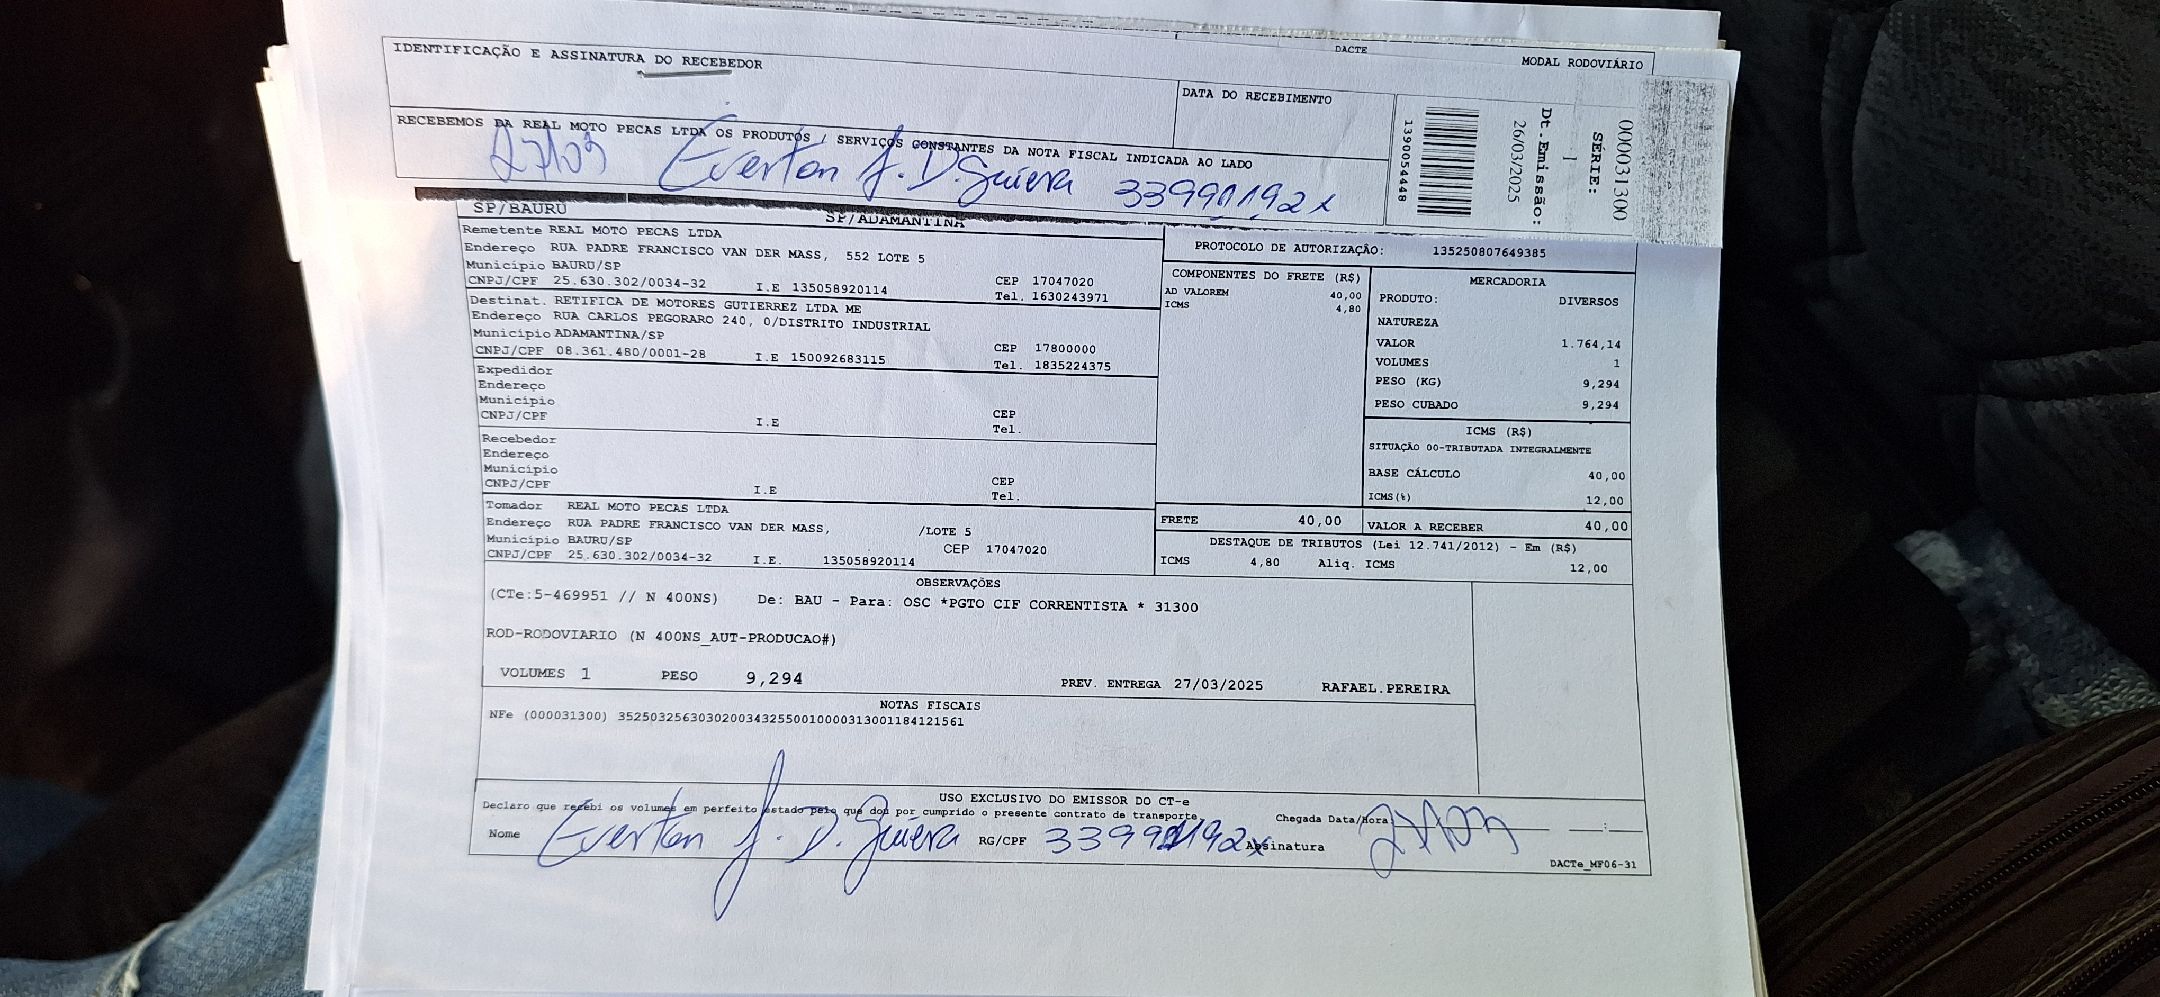 DACTE
MODAL RODOVIÁRIO
IDENTIFICAÇÃO E ASSINATURA DO RECEBEDOR
DATA DO RECEBIMENTO
RECEBEMOS DA REAL MOTO PECAS LTDA OS PRODUTOS / SERVIÇOS CONSTANTES DA NOTA FISCAL INDICADA AO LADO
27/03 Everton J. D. 339901192x
1390054448
Dt.Emissão:
26/03/2025
SÉRIE:
1
000031300
SP/BAURU SP/ADAMANTINA
Remetente REAL MOTO PECAS LTDA
Endereço RUA PADRE FRANCISCO VAN DER MASS, 552 LOTE 5
Município BAURU/SP CEP 17047020
CNPJ/CPF 25.630.302/0034-32 I.E 135058920114 Tel. 1630243971
Destinat. RETIFICA DE MOTORES GUTIERREZ LTDA ME
Endereço RUA CARLOS PEGORARO 240, 0/DISTRITO INDUSTRIAL
Município ADAMANTINA/SP CEP 17800000
CNPJ/CPF 08.361.480/0001-28 I.E 150092683115 Tel. 1835224375
Expedidor
Endereço
Município CEP
CNPJ/CPF I.E Tel.
Recebedor
Endereço
Município CEP
CNPJ/CPF I.E Tel.
Tomador REAL MOTO PECAS LTDA
Endereço RUA PADRE FRANCISCO VAN DER MASS, /LOTE 5
Município BAURU/SP CEP 17047020
CNPJ/CPF 25.630.302/0034-32 I.E. 135058920114
PROTOCOLO DE AUTORIZAÇÃO: 135250807649385
COMPONENTES DO FRETE (R$)
AD VALOREM 40,00
ICMS 4,80
MERCADORIA
PRODUTO: DIVERSOS
NATUREZA
VALOR 1.764,14
VOLUMES 1
PESO (KG) 9,294
PESO CUBADO 9,294
ICMS (R$)
SITUAÇÃO 00-TRIBUTADA INTEGRALMENTE
BASE CÁLCULO 40,00
ICMS(%) 12,00
FRETE 40,00 VALOR A RECEBER 40,00
DESTAQUE DE TRIBUTOS (Lei 12.741/2012) - Em (R$)
ICMS 4,80 Aliq. ICMS 12,00
OBSERVAÇÕES
(CTe:5-469951 // N 400NS) De: BAU - Para: OSC *PGTO CIF CORRENTISTA * 31300
ROD-RODOVIARIO (N 400NS_AUT-PRODUCAO#)
VOLUMES 1 PESO 9,294 PREV. ENTREGA 27/03/2025 RAFAEL.PEREIRA
NOTAS FISCAIS
NFe (000031300) 35250325630302003432550010000313001184121561
USO EXCLUSIVO DO EMISSOR DO CT-e
Declaro que recebi os volumes em perfeito estado pelo que dou por cumprido o presente contrato de transporte. Chegada Data/Hora
Nome Everton J. D. RG/CPF Assinatura
DACTe_MF06-31